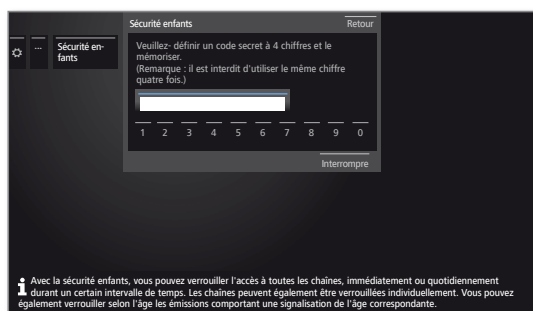 Sécurité enfants Retour
... Sécurité en-
fants
Veuillez- définir un code secret à 4 chiffres et le
mémoriser.
(Remarque : il est interdit d'utiliser le même chiffre
quatre fois.)
1 2 3 4 5 6 7 8 9 0
Interrompre
Avec la sécurité enfants, vous pouvez verrouiller l'accès à toutes les chaînes, immédiatement ou quotidiennement
durant un certain intervalle de temps. Les chaînes peuvent également être verrouillées individuellement. Vous pouvez
également verrouiller selon l'âge les émissions comportant une signalisation de l'âge correspondante.